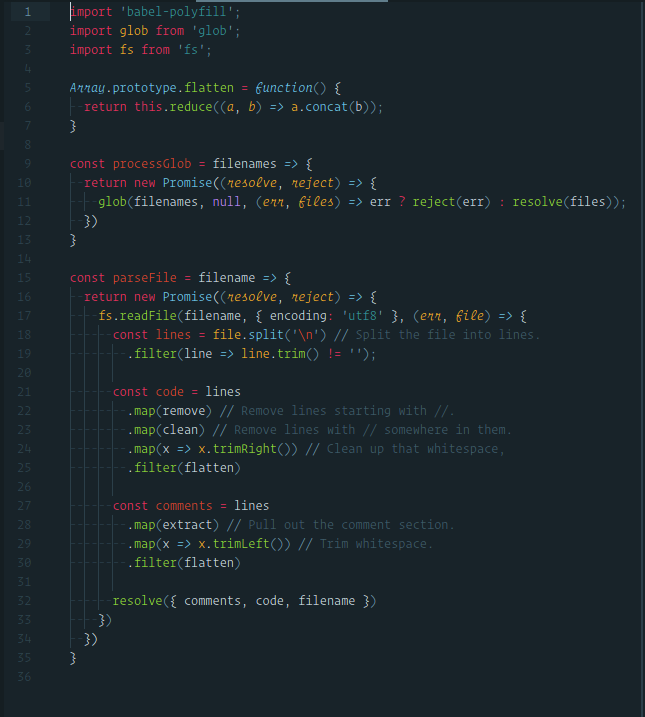 1 import 'babel-polyfill';
2 import glob from 'glob';
3 import fs from 'fs';
4
5 Array.prototype.flatten = function() {
6 return this.reduce((a, b) => a.concat(b));
7 }
8
9 const processGlob = filenames => {
10 return new Promise((resolve, reject) => {
11 glob(filenames, null, (err, files) => err ? reject(err) : resolve(files));
12 })
13 }
14
15 const parseFile = filename => {
16 return new Promise((resolve, reject) => {
17 fs.readFile(filename, { encoding: 'utf8' }, (err, file) => {
18 const lines = file.split('\n') // Split the file into lines.
19 .filter(line => line.trim() != '');
20
21 const code = lines
22 .map(remove) // Remove lines starting with //.
23 .map(clean) // Remove lines with // somewhere in them.
24 .map(x => x.trimRight()) // Clean up that whitespace,
25 .filter(flatten)
26
27 const comments = lines
28 .map(extract) // Pull out the comment section.
29 .map(x => x.trimLeft()) // Trim whitespace.
30 .filter(flatten)
31
32 resolve({ comments, code, filename })
33 })
34 })
35 }
36